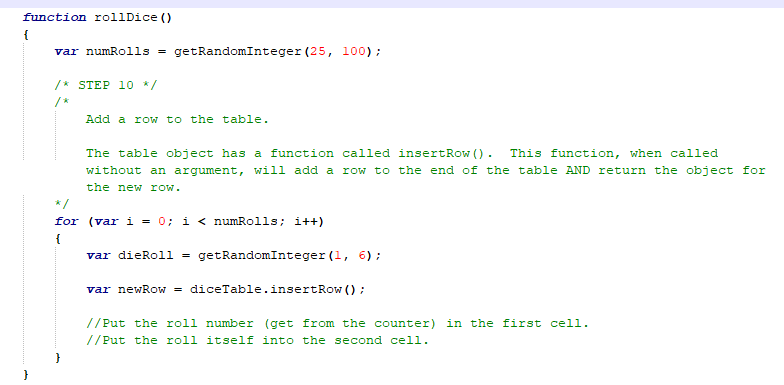 function rollDice()
{
var numRolls = getRandomInteger(25, 100);
/* STEP 10 */
/*
Add a row to the table.
The table object has a function called insertRow().  This function, when called
without an argument, will add a row to the end of the table AND return the object for
the new row.
*/
for (var i = 0; i < numRolls; i++)
{
var dieRoll = getRandomInteger(1, 6);
var newRow = diceTable.insertRow();
//Put the roll number (get from the counter) in the first cell.
//Put the roll itself into the second cell.
}
}